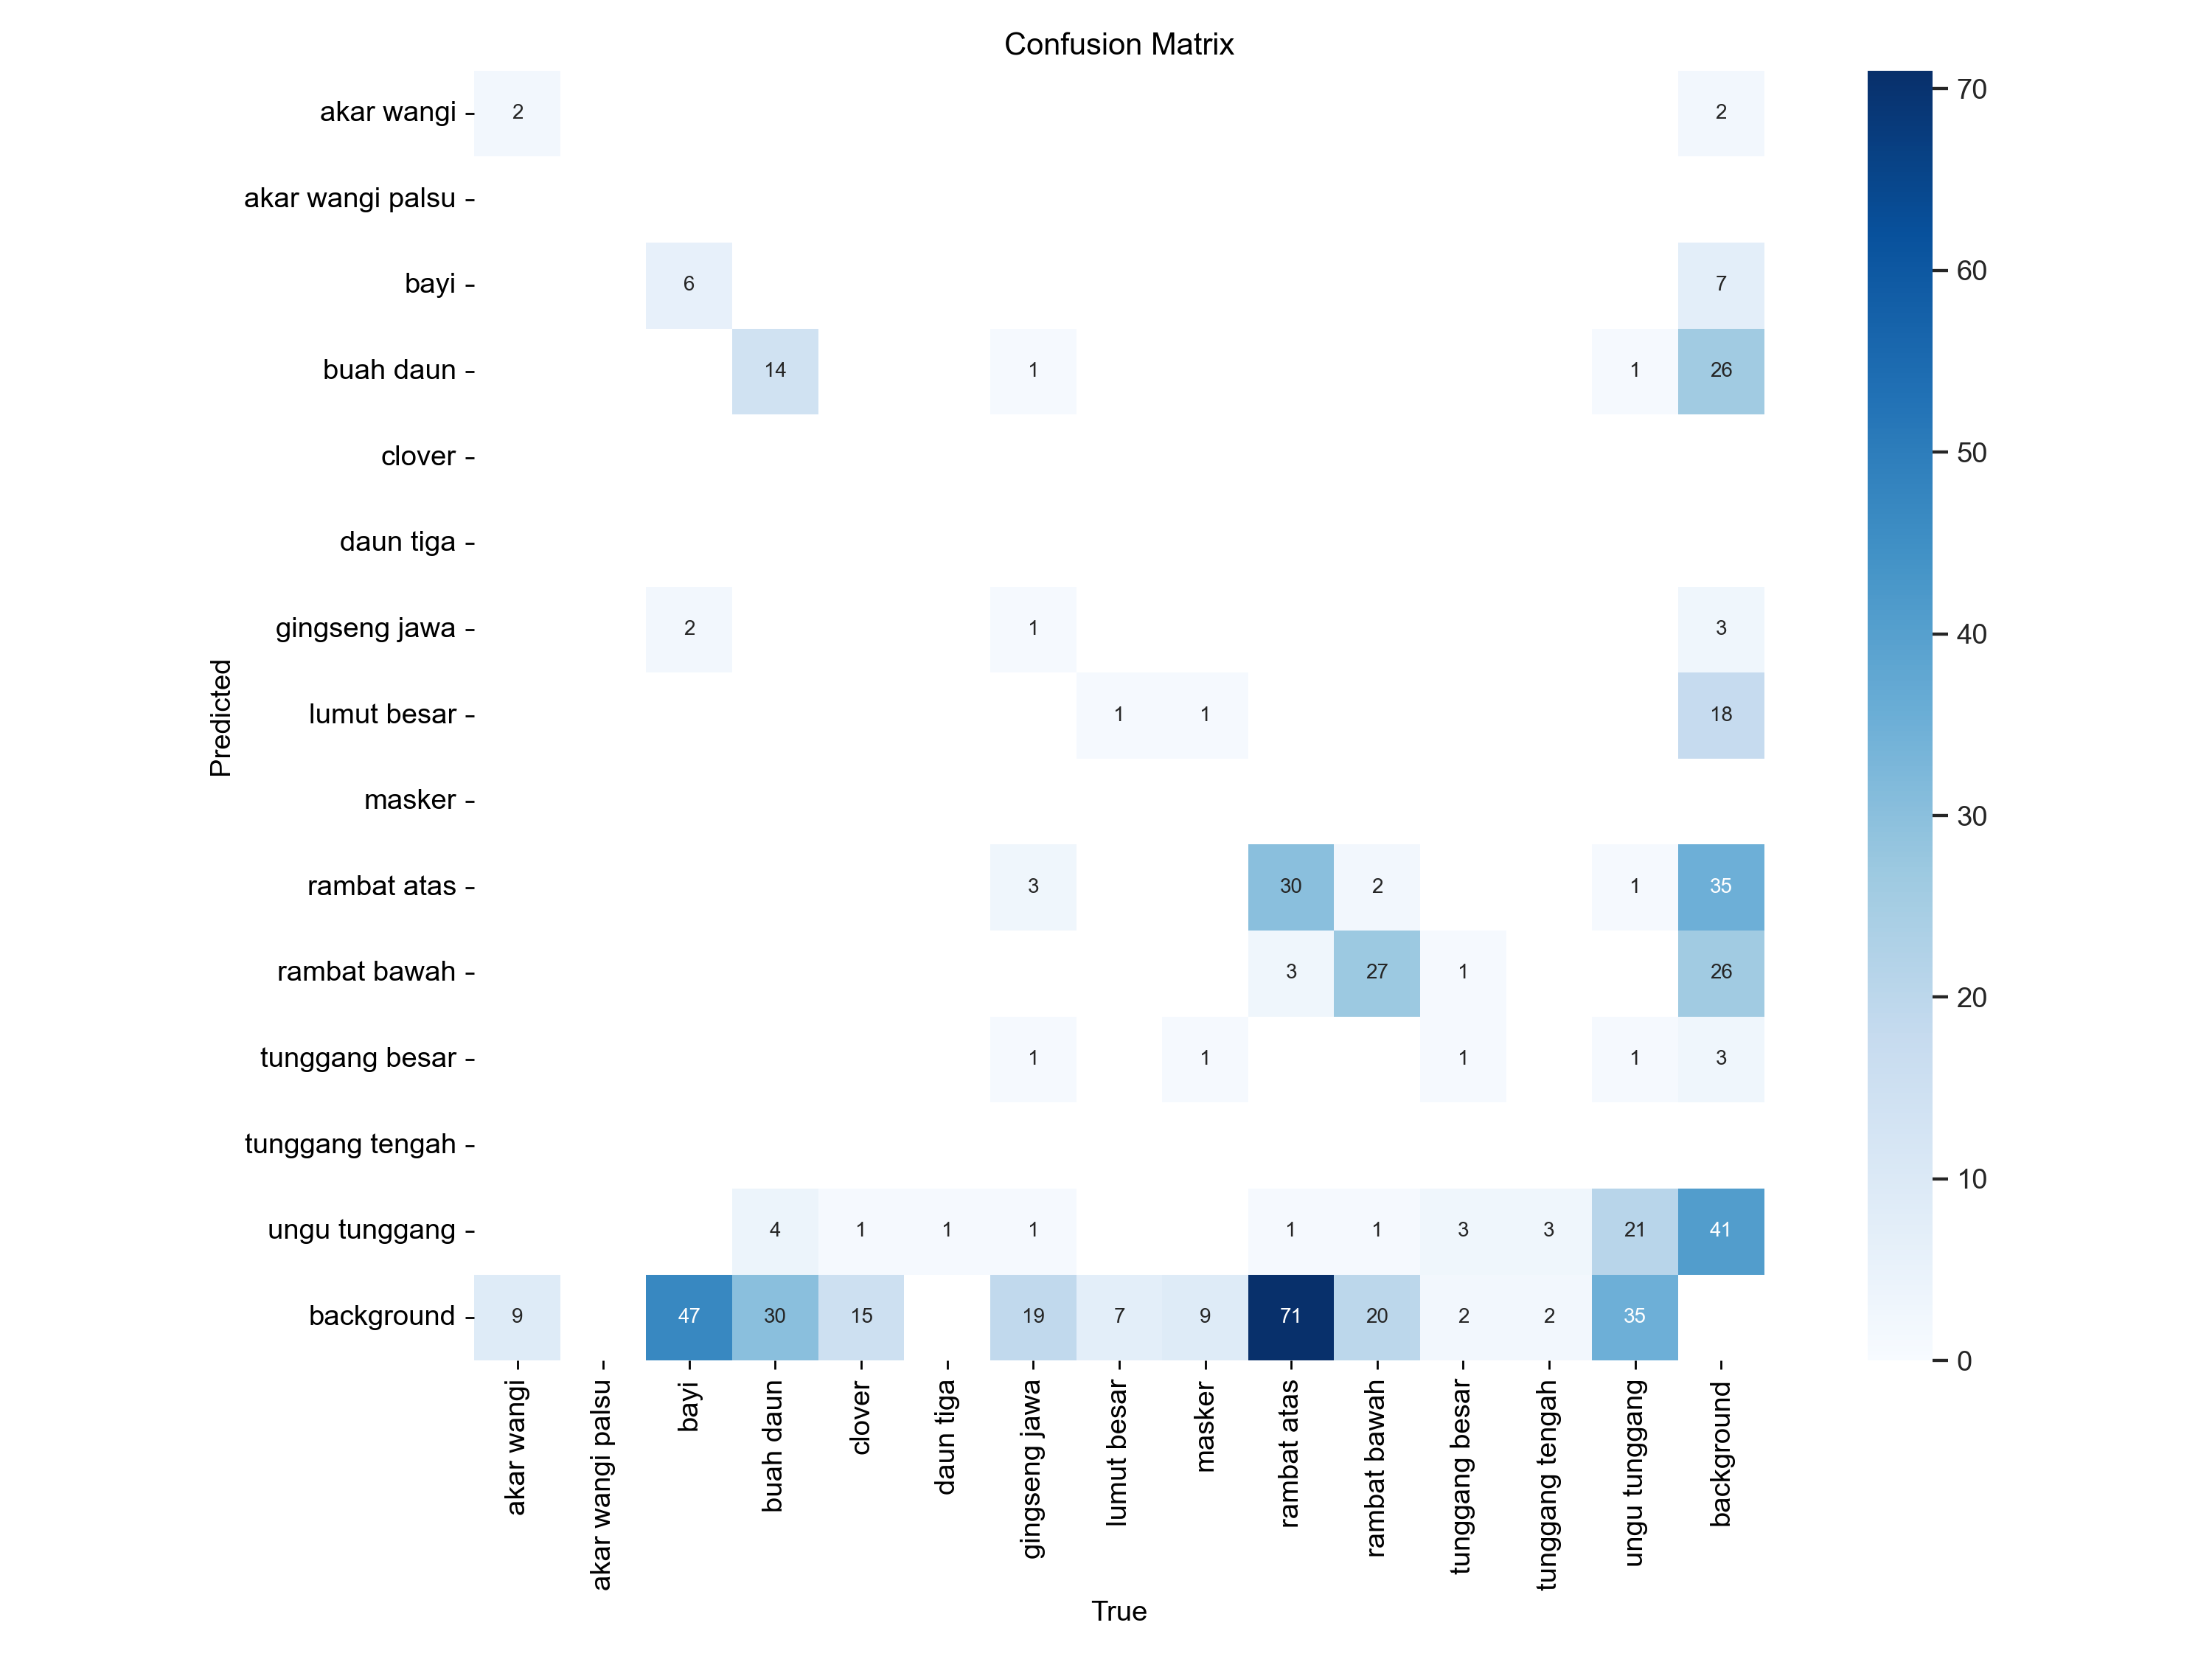 Confusion Matrix
akar wangi 2 2 70
akar wangi palsu
60
bayi 6 7
buah daun 14 1 1 26
50
clover
daun tiga
40
gingseng jawa 2 1 3
Predicted
lumut besar 1 1 18
masker
30
rambat atas 3 30 2 1 35
rambat bawah 3 27 1 26
20
tunggang besar 1 1 1 1 3
tunggang tengah
10
ungu tunggang 4 1 1 1 1 1 3 3 21 41
background 9 47 30 15 19 7 9 71 20 2 2 35
0
akar wangi
akar wangi palsu
bayi
buah daun
clover
daun tiga
gingseng jawa
lumut besar
masker
rambat atas
rambat bawah
tunggang besar
tunggang tengah
ungu tunggang
background
True